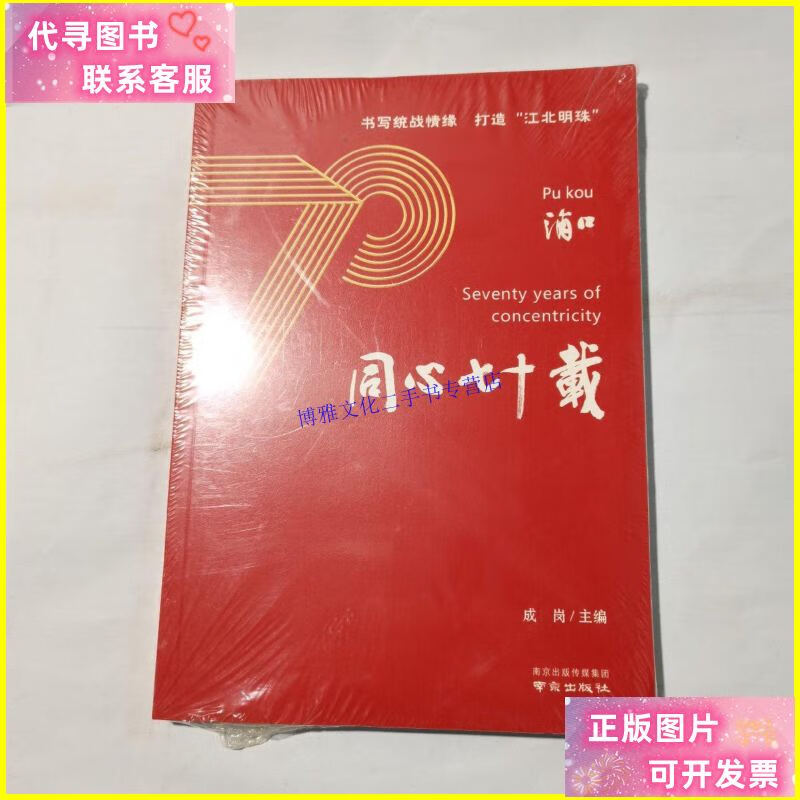 代寻图书
联系客服
书写统战情缘 打造“江北明珠”
70
Pu kou
浦口
Seventy years of
concentricity
同心七十载
博雅文化二手书专营店
成 岗/主编
南京出版传媒集团
南京出版社
正版图片
可开发票